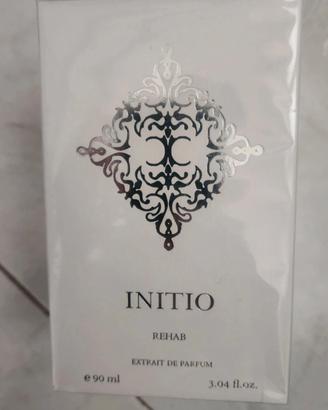 INITIO
REHAB
EXTRAIT DE PARFUM
e 90 ml 3.04 fl.oz.